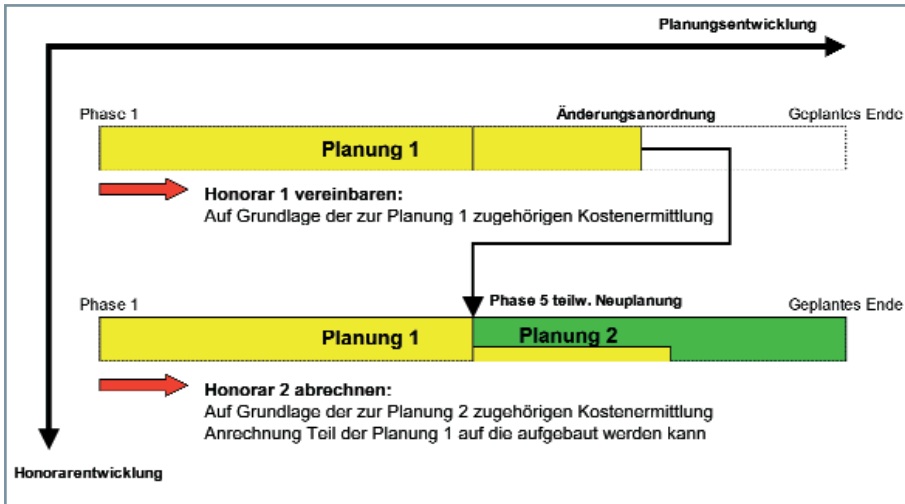 Planungsentwicklung
Phase 1
Änderungsanordnung
Geplantes Ende
Planung 1
Honorar 1 vereinbaren:
Auf Grundlage der zur Planung 1 zugehörigen Kostenermittlung
Phase 1
Phase 5 teilw. Neuplanung
Geplantes Ende
Planung 1
Planung 2
Honorar 2 abrechnen:
Auf Grundlage der zur Planung 2 zugehörigen Kostenermittlung
Anrechnung Teil der Planung 1 auf die aufgebaut werden kann
Honorarentwicklung